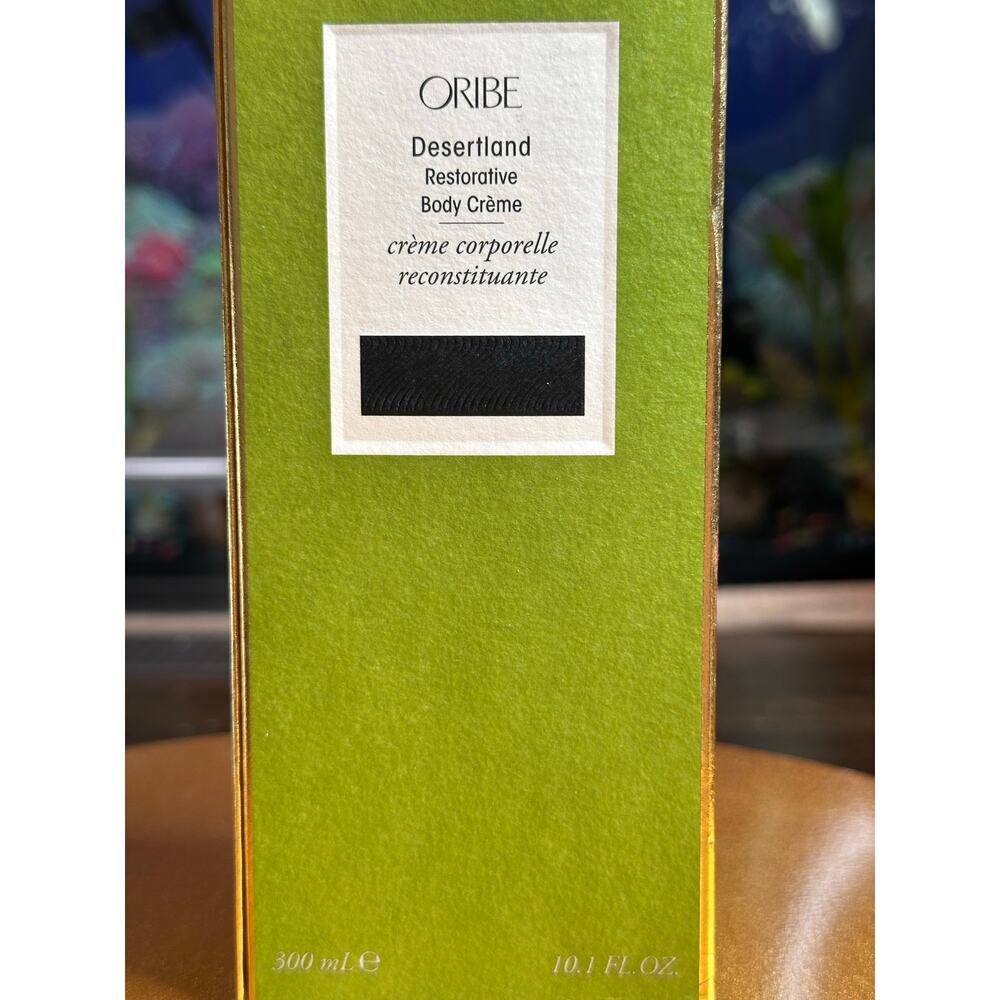 ORIBE
Desertland
Restorative
Body Crème
crème corporelle
reconstituante
300 mL ℮
10.1 FL.OZ.